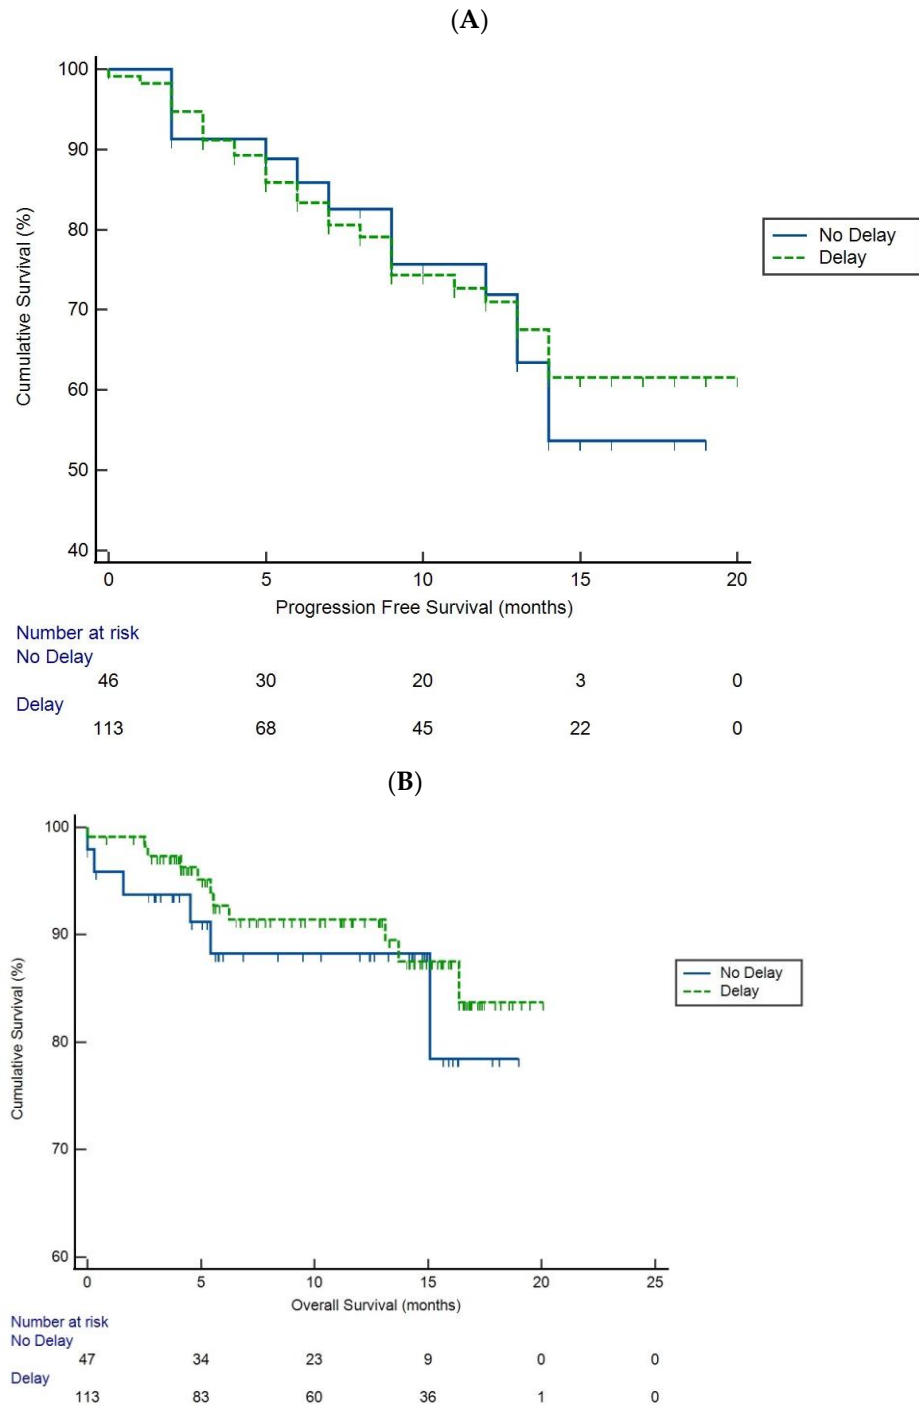 (A)
100
90
80
70
60
50
40
Cumulative Survival (%)
No Delay
Delay
0 5 10 15 20
Progression Free Survival (months)
Number at risk
No Delay
46 30 20 3 0
Delay
113 68 45 22 0
(B)
100
90
80
70
60
Cumulative Survival (%)
No Delay
Delay
0 5 10 15 20 25
Overall Survival (months)
Number at risk
No Delay
47 34 23 9 0 0
Delay
113 83 60 36 1 0